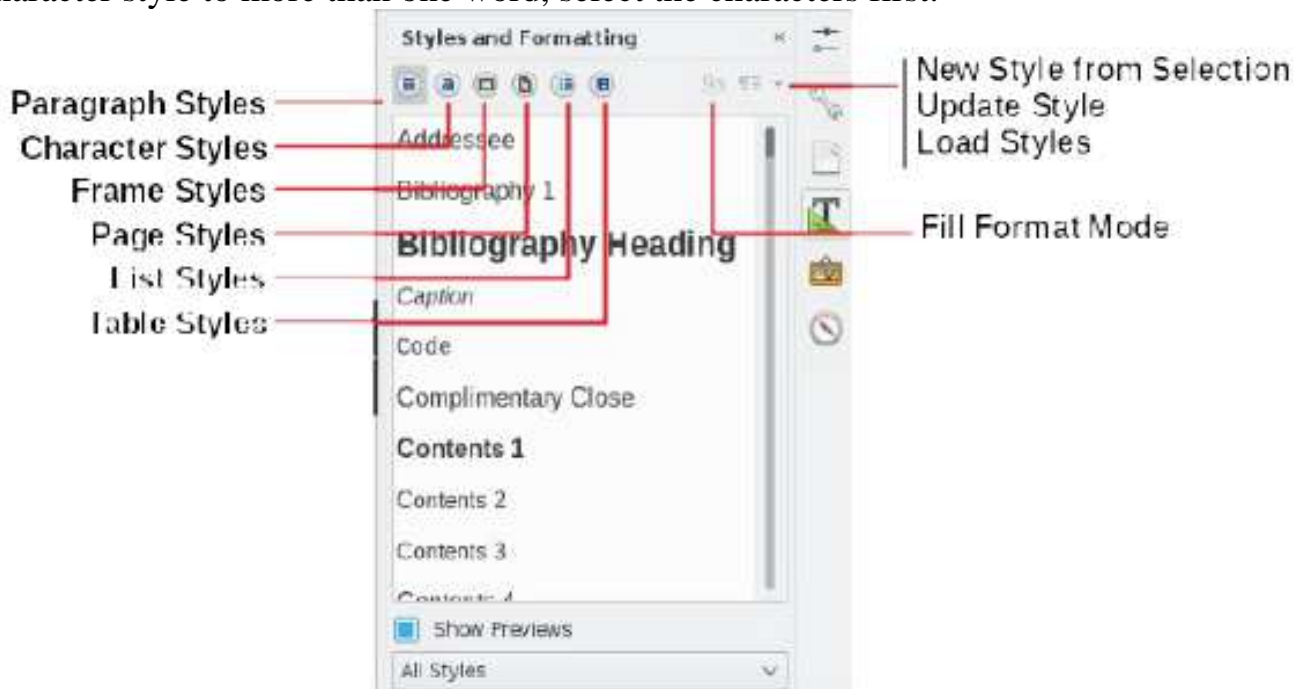 character style to more than one word, select the characters first.
Styles and Formatting
New Style from Selection
Update Style
Load Styles
Paragraph Styles
Character Styles
Frame Styles
Page Styles
List Styles
Table Styles
Fill Format Mode
Addressee
Bibliography 1
Bibliography Heading
Caption
Code
Complimentary Close
Contents 1
Contents 2
Contents 3
Contents 4
Show Previews
All Styles